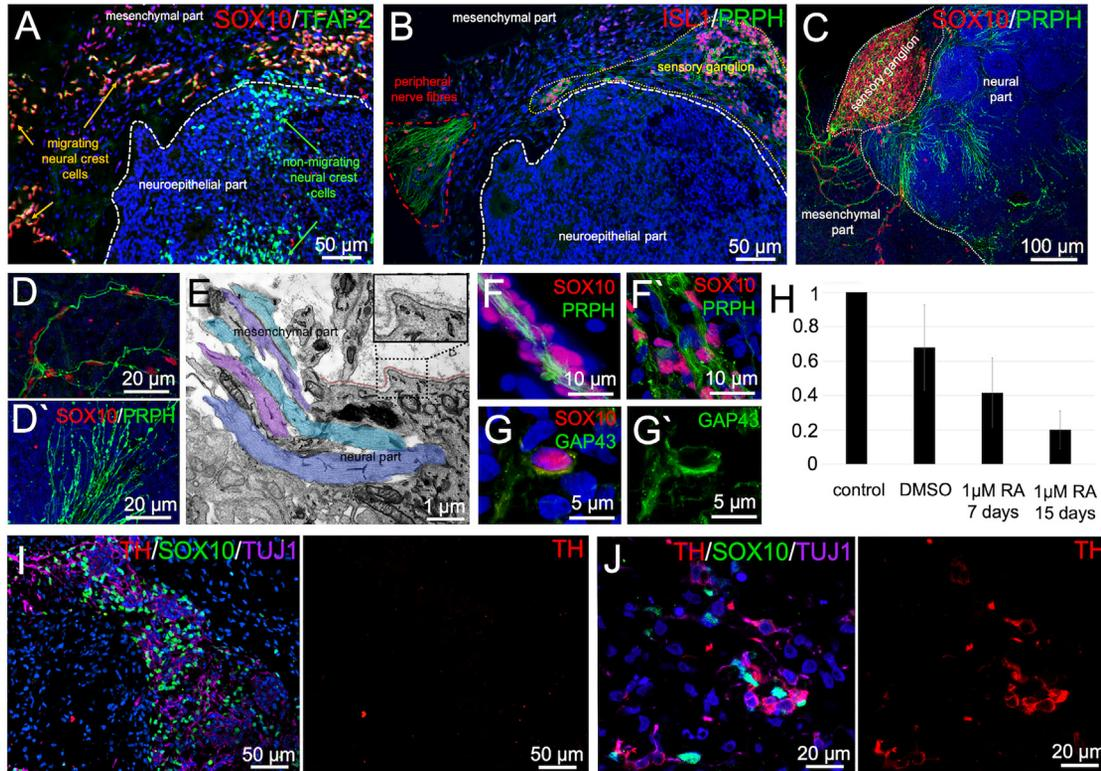 A
SOX10/TFAP2
mesenchymal part
migrating
neural crest
cells
non-migrating
neural crest
cells
neuroepithelial part
50 µm
B
ISL1/PRPH
mesenchymal part
sensory ganglion
peripheral
nerve fibres
neuroepithelial part
50 µm
C
SOX10/PRPH
sensory ganglion
neural
part
mesenchymal
part
100 µm
D
20 µm
D`
SOX10/PRPH
20 µm
E
mesenchymal part
neural part
1 µm
F
SOX10
PRPH
10 µm
F`
SOX10
PRPH
10 µm
G
SOX10
GAP43
5 µm
G`
GAP43
5 µm
H
1
0.8
0.6
0.4
0.2
0
control
DMSO
1µM RA
7 days
1µM RA
15 days
I
TH/SOX10/TUJ1
50 µm
TH
50 µm
J
TH/SOX10/TUJ1
20 µm
TH
20 µm